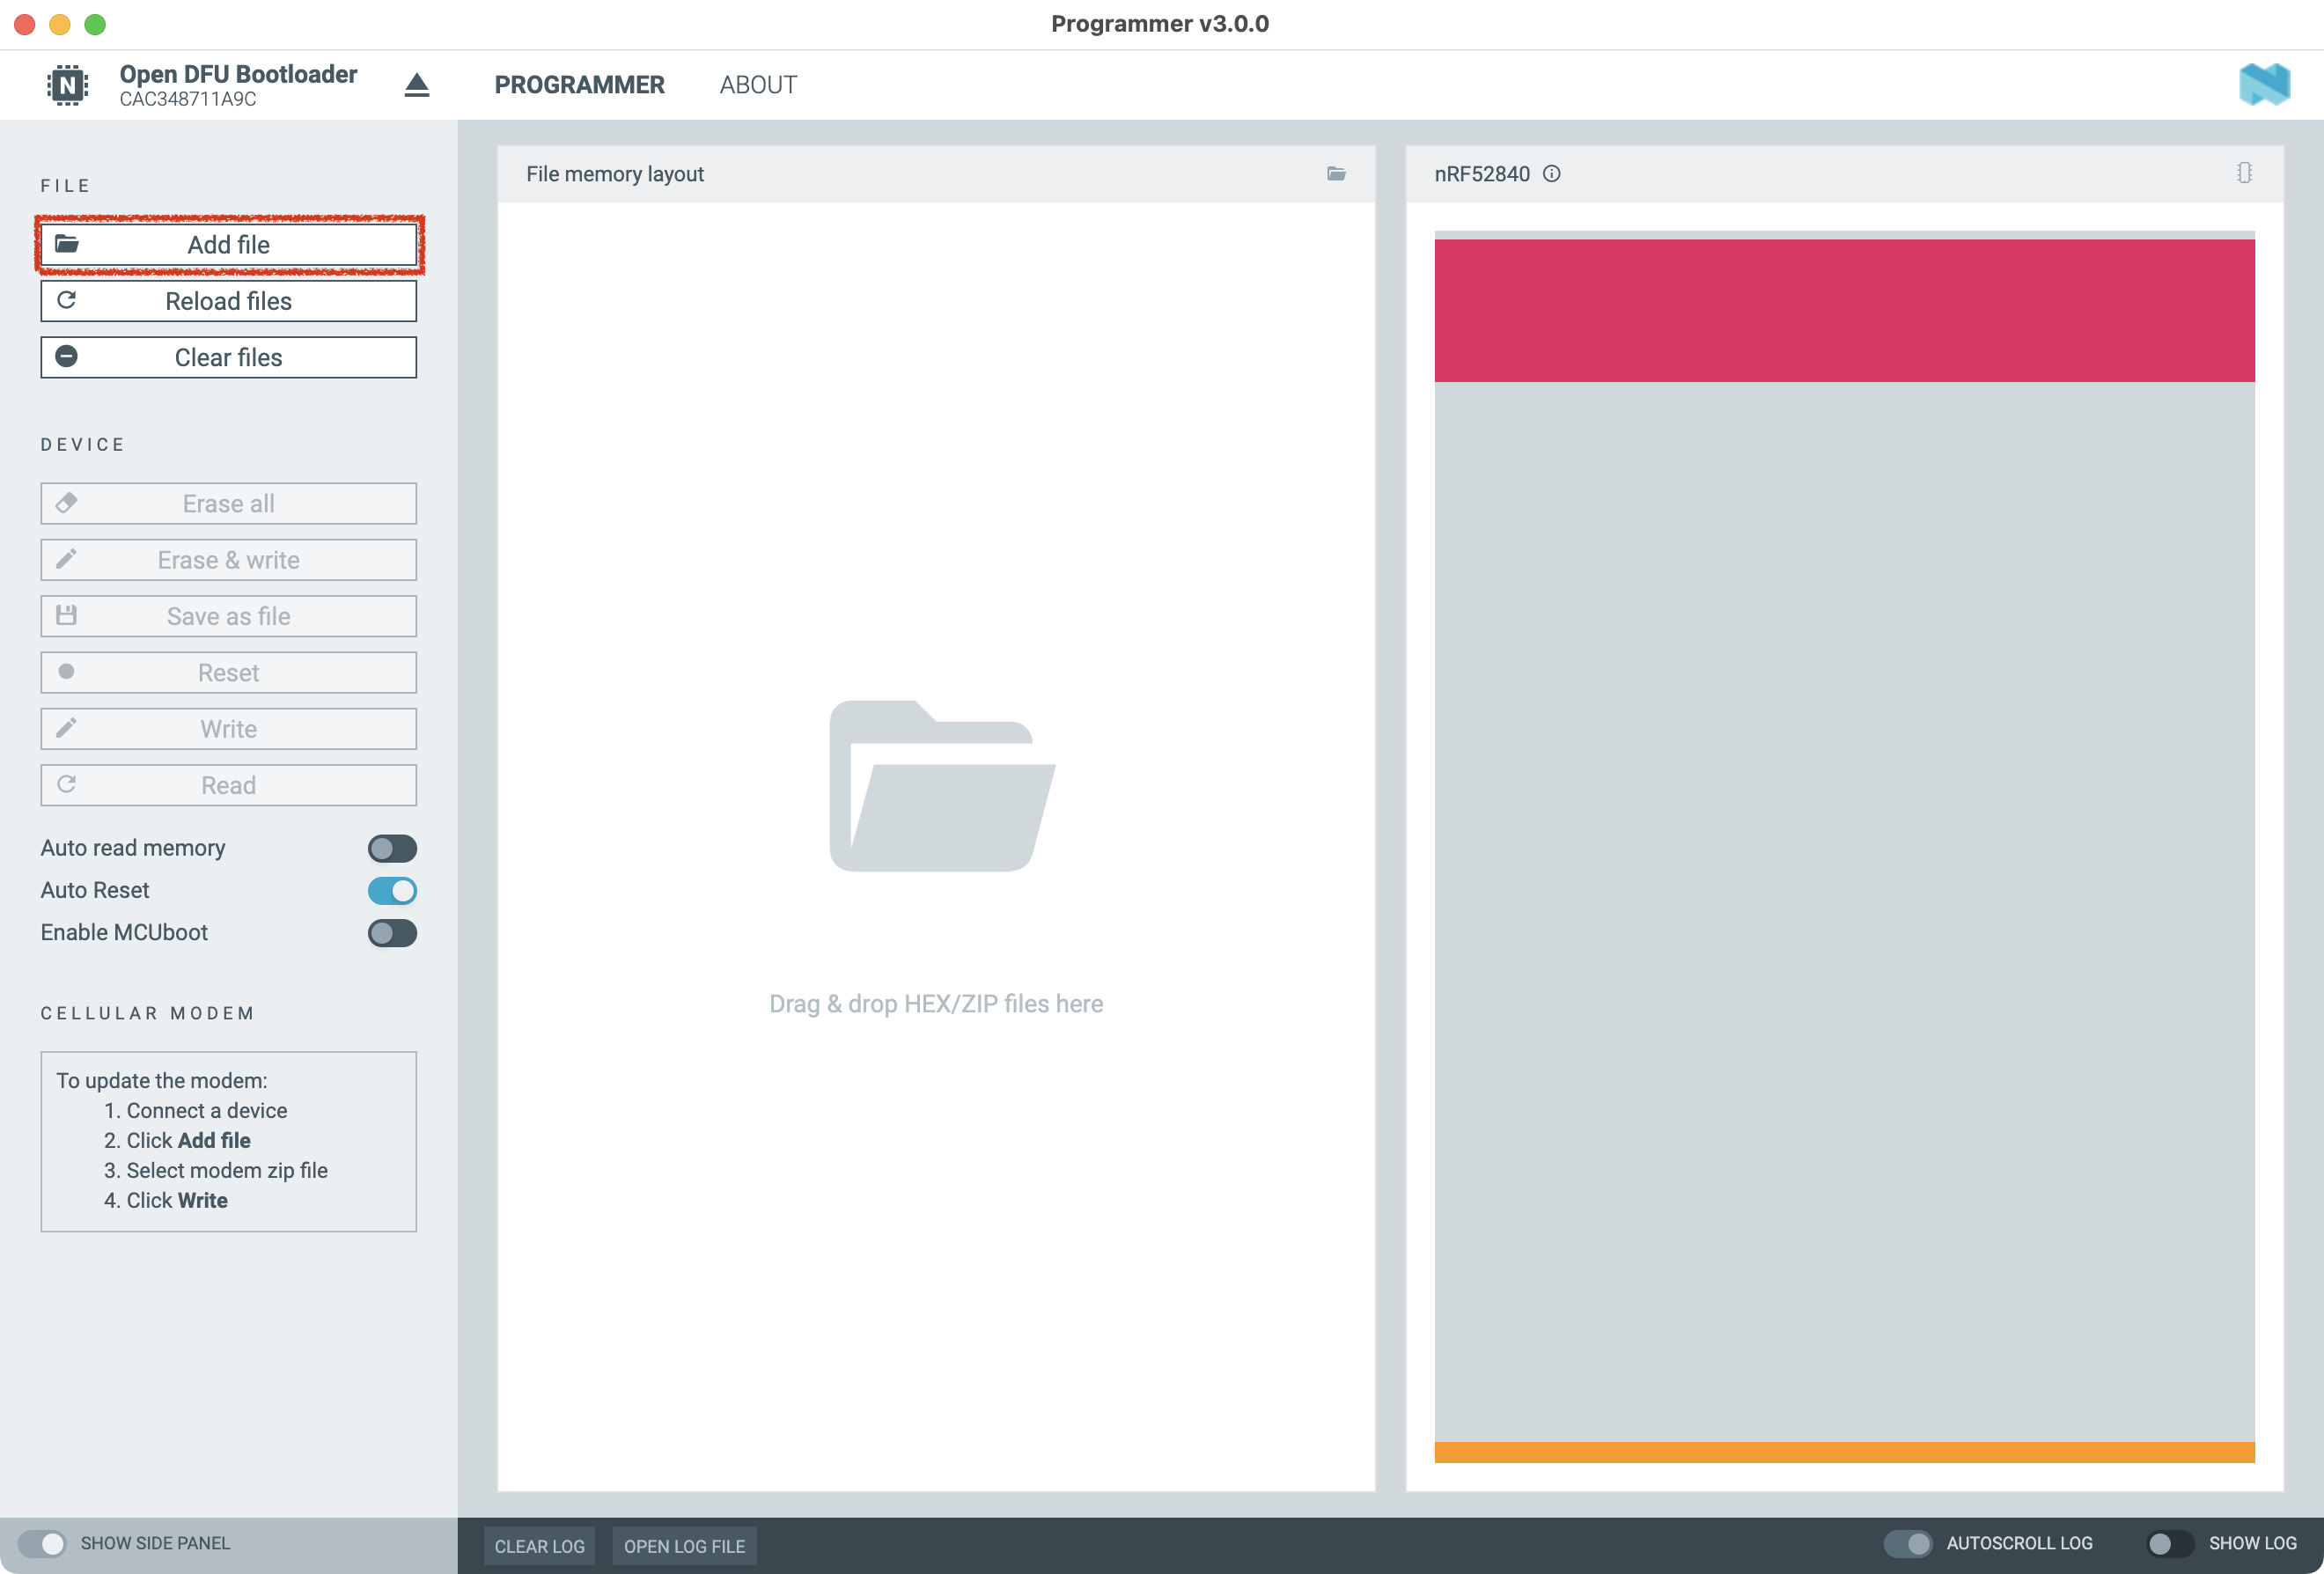 Programmer v3.0.0
Open DFU Bootloader
CAC348711A9C
PROGRAMMER
ABOUT
FILE
Add file
Reload files
Clear files
DEVICE
Erase all
Erase & write
Save as file
Reset
Write
Read
Auto read memory
Auto Reset
Enable MCUboot
CELLULAR MODEM
To update the modem:
1. Connect a device
2. Click Add file
3. Select modem zip file
4. Click Write
File memory layout
Drag & drop HEX/ZIP files here
nRF52840
SHOW SIDE PANEL
CLEAR LOG
OPEN LOG FILE
AUTOSCROLL LOG
SHOW LOG